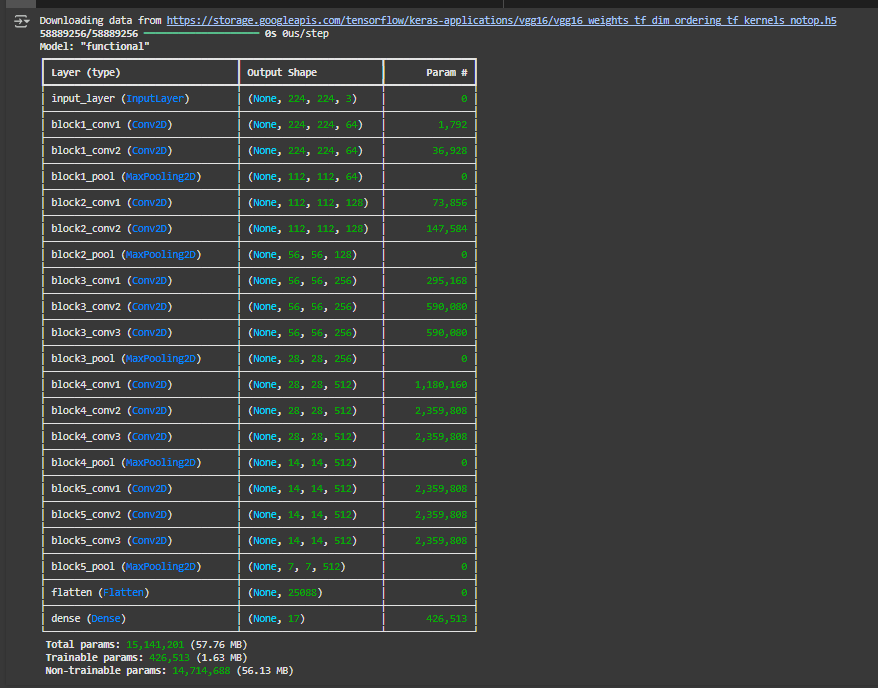 Downloading data from https://storage.googleapis.com/tensorflow/keras-applications/vgg16/vgg16_weights_tf_dim_ordering_tf_kernels_notop.h5
58889256/58889256 ━━━━━━━━━━━━━━━━━━━━ 0s 0us/step
Model: "functional"
Layer (type) Output Shape Param #
input_layer (InputLayer) (None, 224, 224, 3) 0
block1_conv1 (Conv2D) (None, 224, 224, 64) 1,792
block1_conv2 (Conv2D) (None, 224, 224, 64) 36,928
block1_pool (MaxPooling2D) (None, 112, 112, 64) 0
block2_conv1 (Conv2D) (None, 112, 112, 128) 73,856
block2_conv2 (Conv2D) (None, 112, 112, 128) 147,584
block2_pool (MaxPooling2D) (None, 56, 56, 128) 0
block3_conv1 (Conv2D) (None, 56, 56, 256) 295,168
block3_conv2 (Conv2D) (None, 56, 56, 256) 590,080
block3_conv3 (Conv2D) (None, 56, 56, 256) 590,080
block3_pool (MaxPooling2D) (None, 28, 28, 256) 0
block4_conv1 (Conv2D) (None, 28, 28, 512) 1,180,160
block4_conv2 (Conv2D) (None, 28, 28, 512) 2,359,808
block4_conv3 (Conv2D) (None, 28, 28, 512) 2,359,808
block4_pool (MaxPooling2D) (None, 14, 14, 512) 0
block5_conv1 (Conv2D) (None, 14, 14, 512) 2,359,808
block5_conv2 (Conv2D) (None, 14, 14, 512) 2,359,808
block5_conv3 (Conv2D) (None, 14, 14, 512) 2,359,808
block5_pool (MaxPooling2D) (None, 7, 7, 512) 0
flatten (Flatten) (None, 25088) 0
dense (Dense) (None, 17) 426,513
Total params: 15,141,201 (57.76 MB)
Trainable params: 426,513 (1.63 MB)
Non-trainable params: 14,714,688 (56.13 MB)